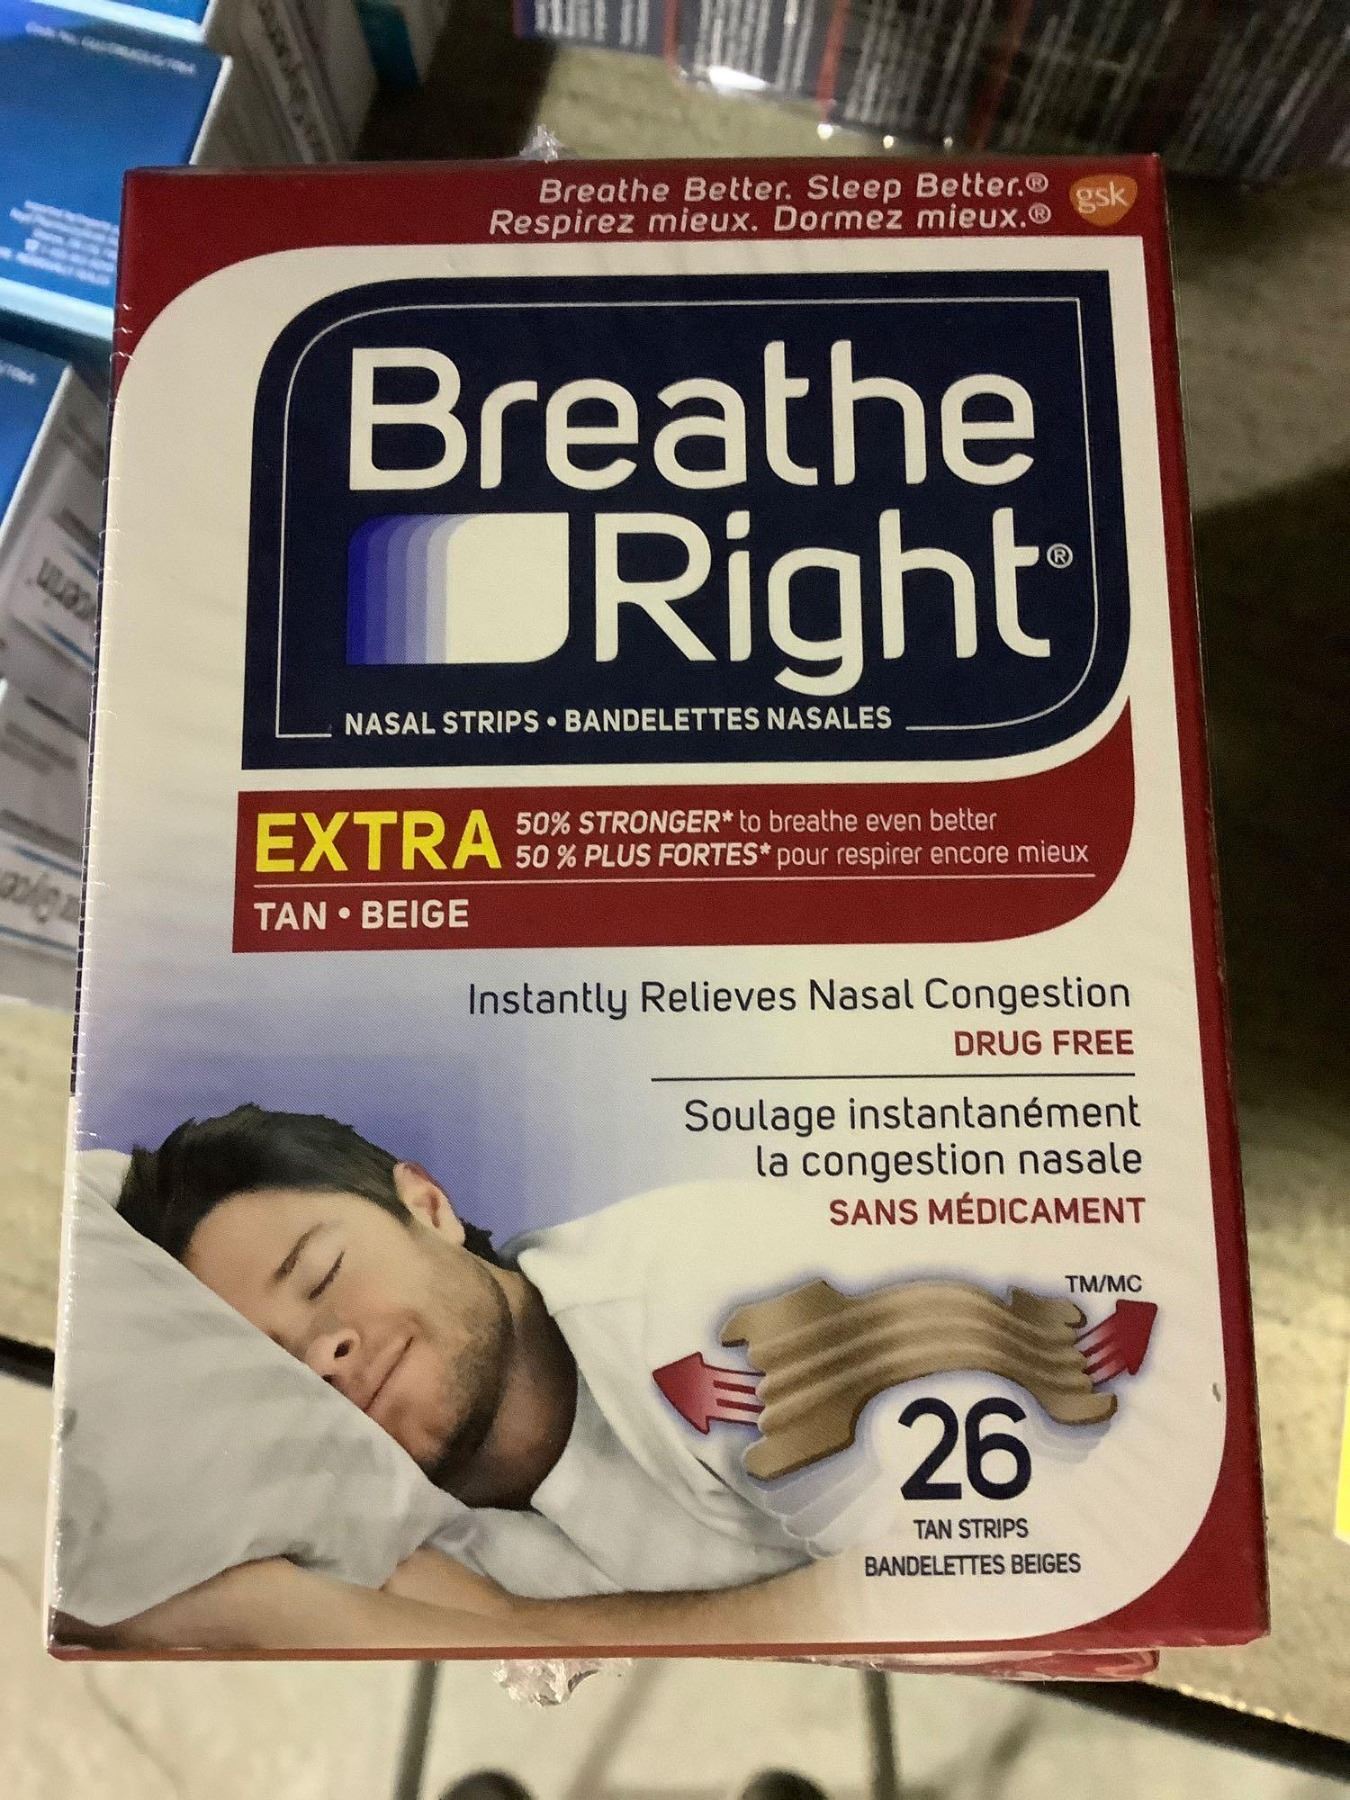 Breathe Better. Sleep Better.®
Respirez mieux. Dormez mieux.®
gsk
Breathe
Right®
NASAL STRIPS • BANDELETTES NASALES
EXTRA
50% STRONGER* to breathe even better
50 % PLUS FORTES* pour respirer encore mieux
TAN • BEIGE
Instantly Relieves Nasal Congestion
DRUG FREE
Soulage instantanément
la congestion nasale
SANS MÉDICAMENT
TM/MC
26
TAN STRIPS
BANDELETTES BEIGES